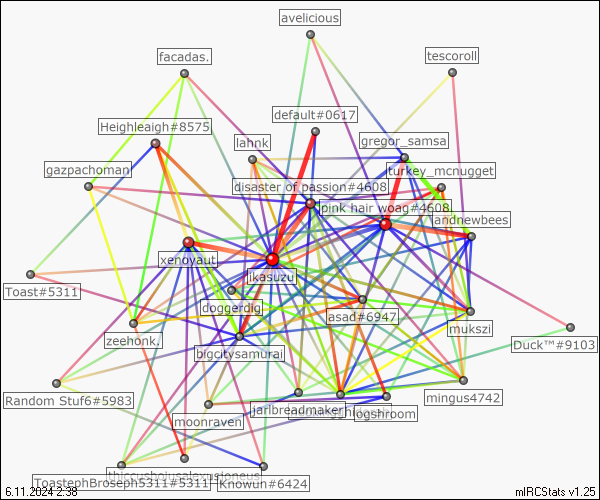 avelicious
facadas.
tescoroll
default#0617
Heighleaigh#8575
lahnk
gregor_samsa
gazpachoman
turkey_mcnugget
disaster of passion#4608
pink hair woag#4608
andnewbees
xenoyaut
ikasuzu
Toast#5311
doggerdig
asad#6947
mukszi
zeehonk,
bigcitysamurai
Duck™#9103
Random Stuf6#5983
mingus4742
jarlbreadmaker
ogshroom
moonraven
ToastephBroseph5311#5311
Knowun#6424
6.11.2024 2:38
mIRCStats v1.25